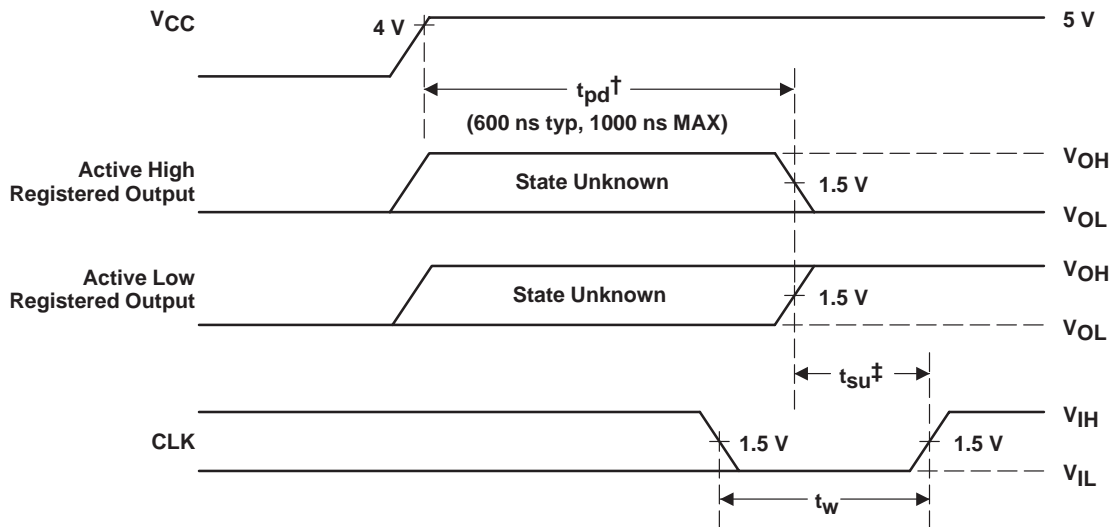 VCC
4 V
5 V
tpd†
(600 ns typ, 1000 ns MAX)
Active High
Registered Output
State Unknown
1.5 V
VOH
VOL
Active Low
Registered Output
State Unknown
1.5 V
VOH
VOL
tsu‡
CLK
1.5 V
1.5 V
VIH
VIL
tw